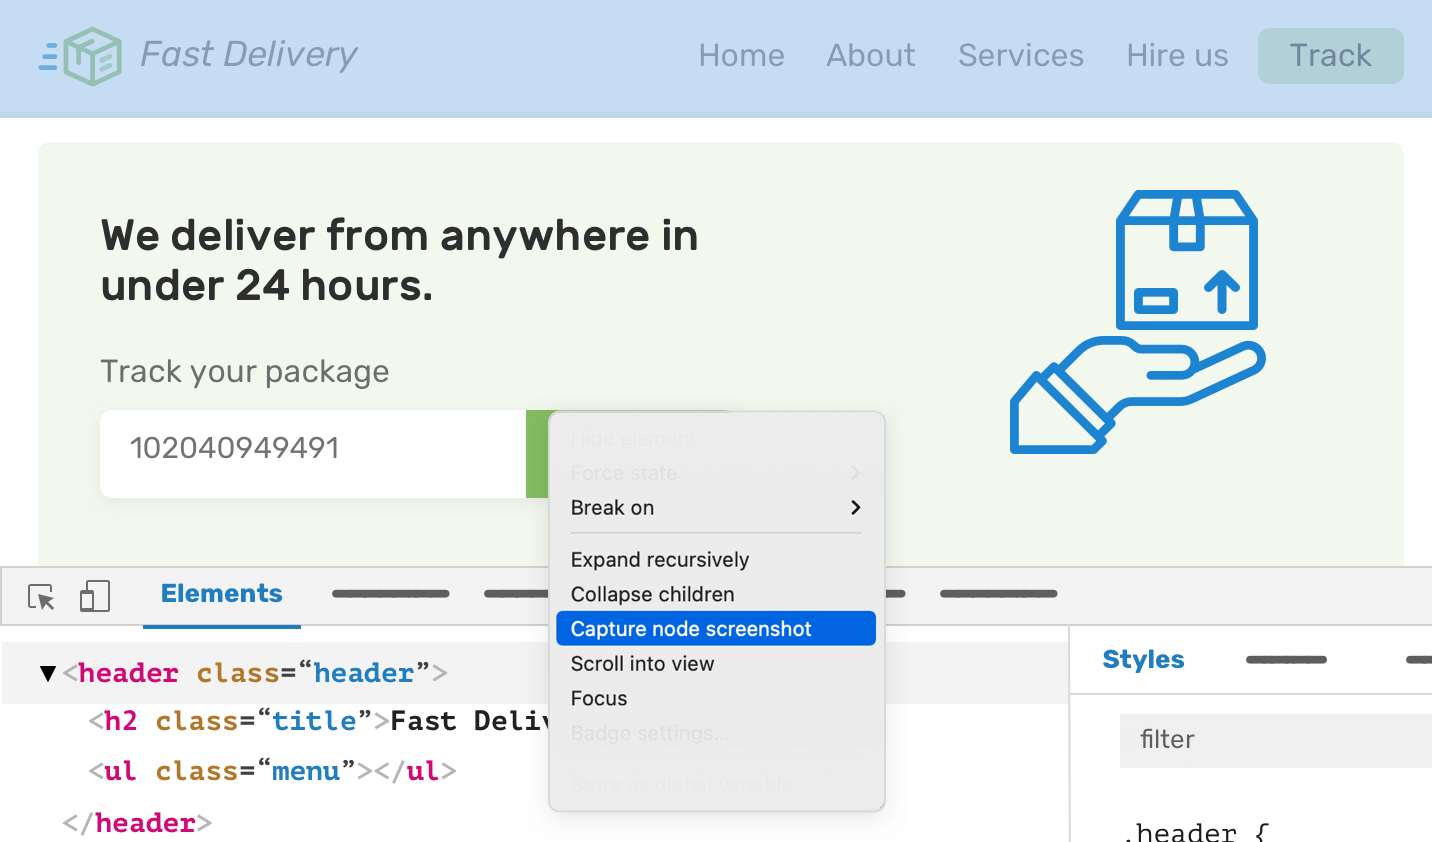 Fast Delivery
Home About Services Hire us Track
We deliver from anywhere in
under 24 hours.
Track your package
102040949491
Hide element
Force state
Break on
Expand recursively
Collapse children
Capture node screenshot
Scroll into view
Focus
Badge settings...
Store as global variable
Elements
<header class=“header”>
<h2 class=“title”>Fast Deliv
<ul class=“menu”></ul>
</header>
Styles
filter
.header {